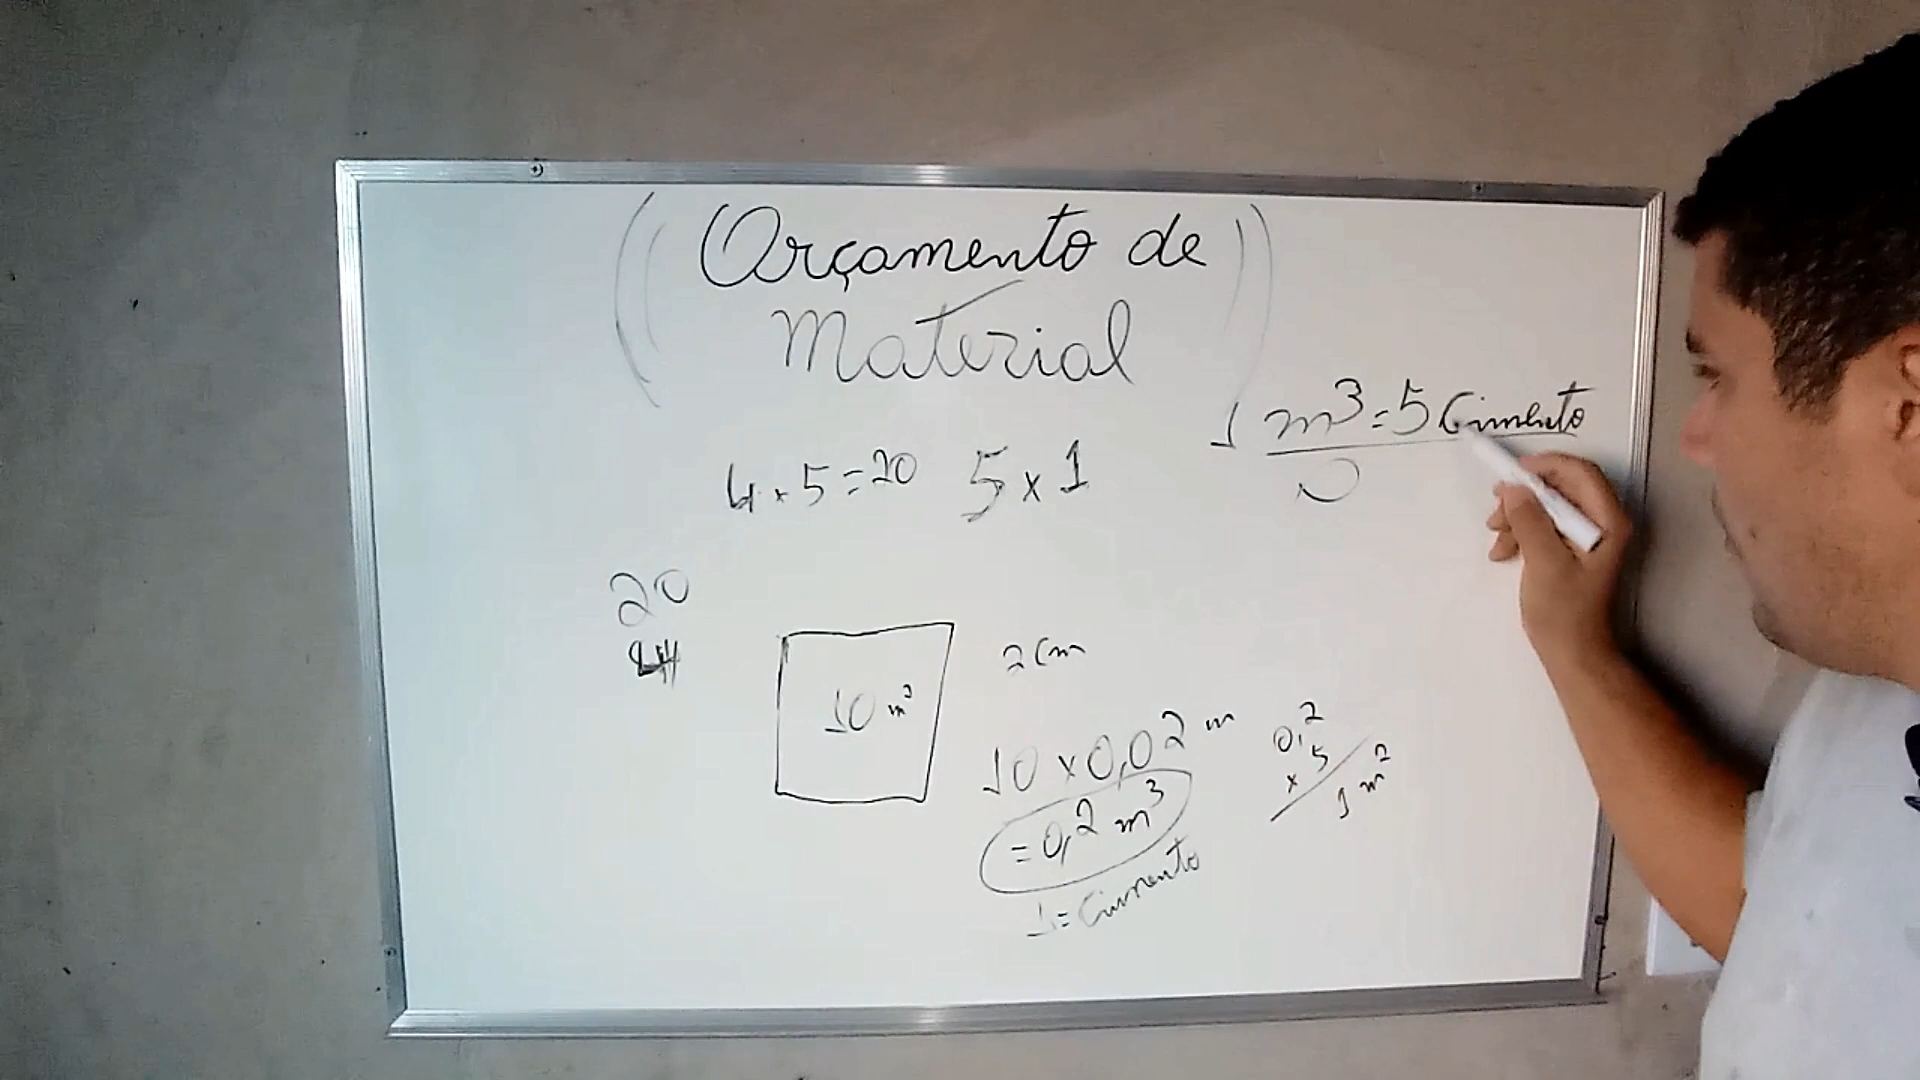 Orçamento de
Material
1 m³ = 5 Cimento
4 x 5 = 20 5 x 1
20
10 m²
2 Cm
10 x 0,02 m
= 0,2 m³
1 = Cimento
0,2
x 5
1 m²